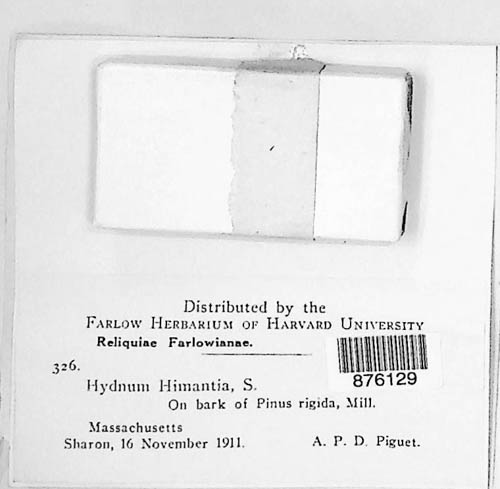 Distributed by the
FARLOW HERBARIUM OF HARVARD UNIVERSITY
Reliquiae Farlowianae.
326.
876129
Hydnum Himantia, S.
On bark of Pinus rigida, Mill.
Massachusetts
Sharon, 16 November 1911. A. P. D. Piguet.